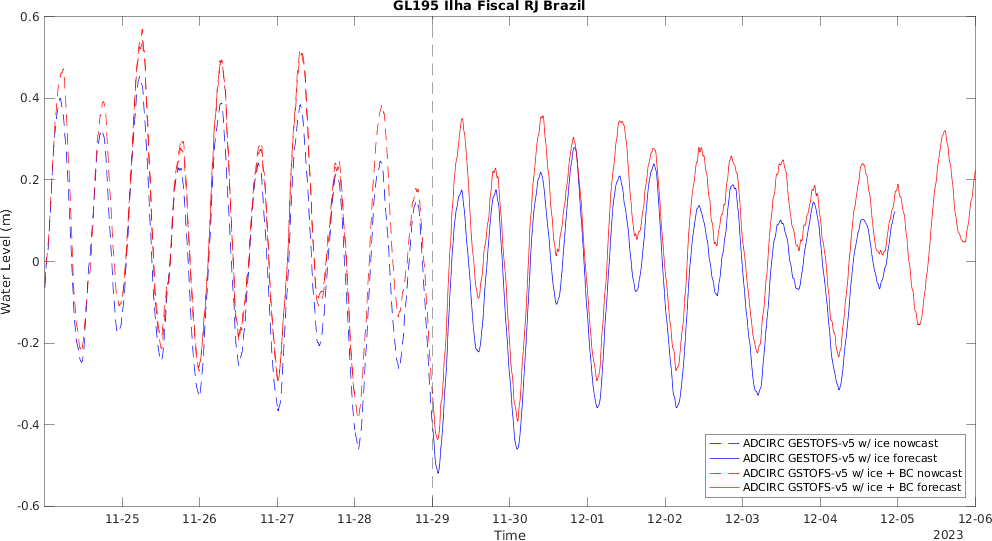 GL195 Ilha Fiscal RJ Brazil
0.6
0.4
0.2
0
-0.2
-0.4
-0.6
Water Level (m)
11-25
11-26
11-27
11-28
11-29
11-30
12-01
12-02
12-03
12-04
12-05
12-06
Time
2023
ADCIRC GESTOFS-v5 w/ ice nowcast
ADCIRC GESTOFS-v5 w/ ice forecast
ADCIRC GSTOFS-v5 w/ ice + BC nowcast
ADCIRC GSTOFS-v5 w/ ice + BC forecast